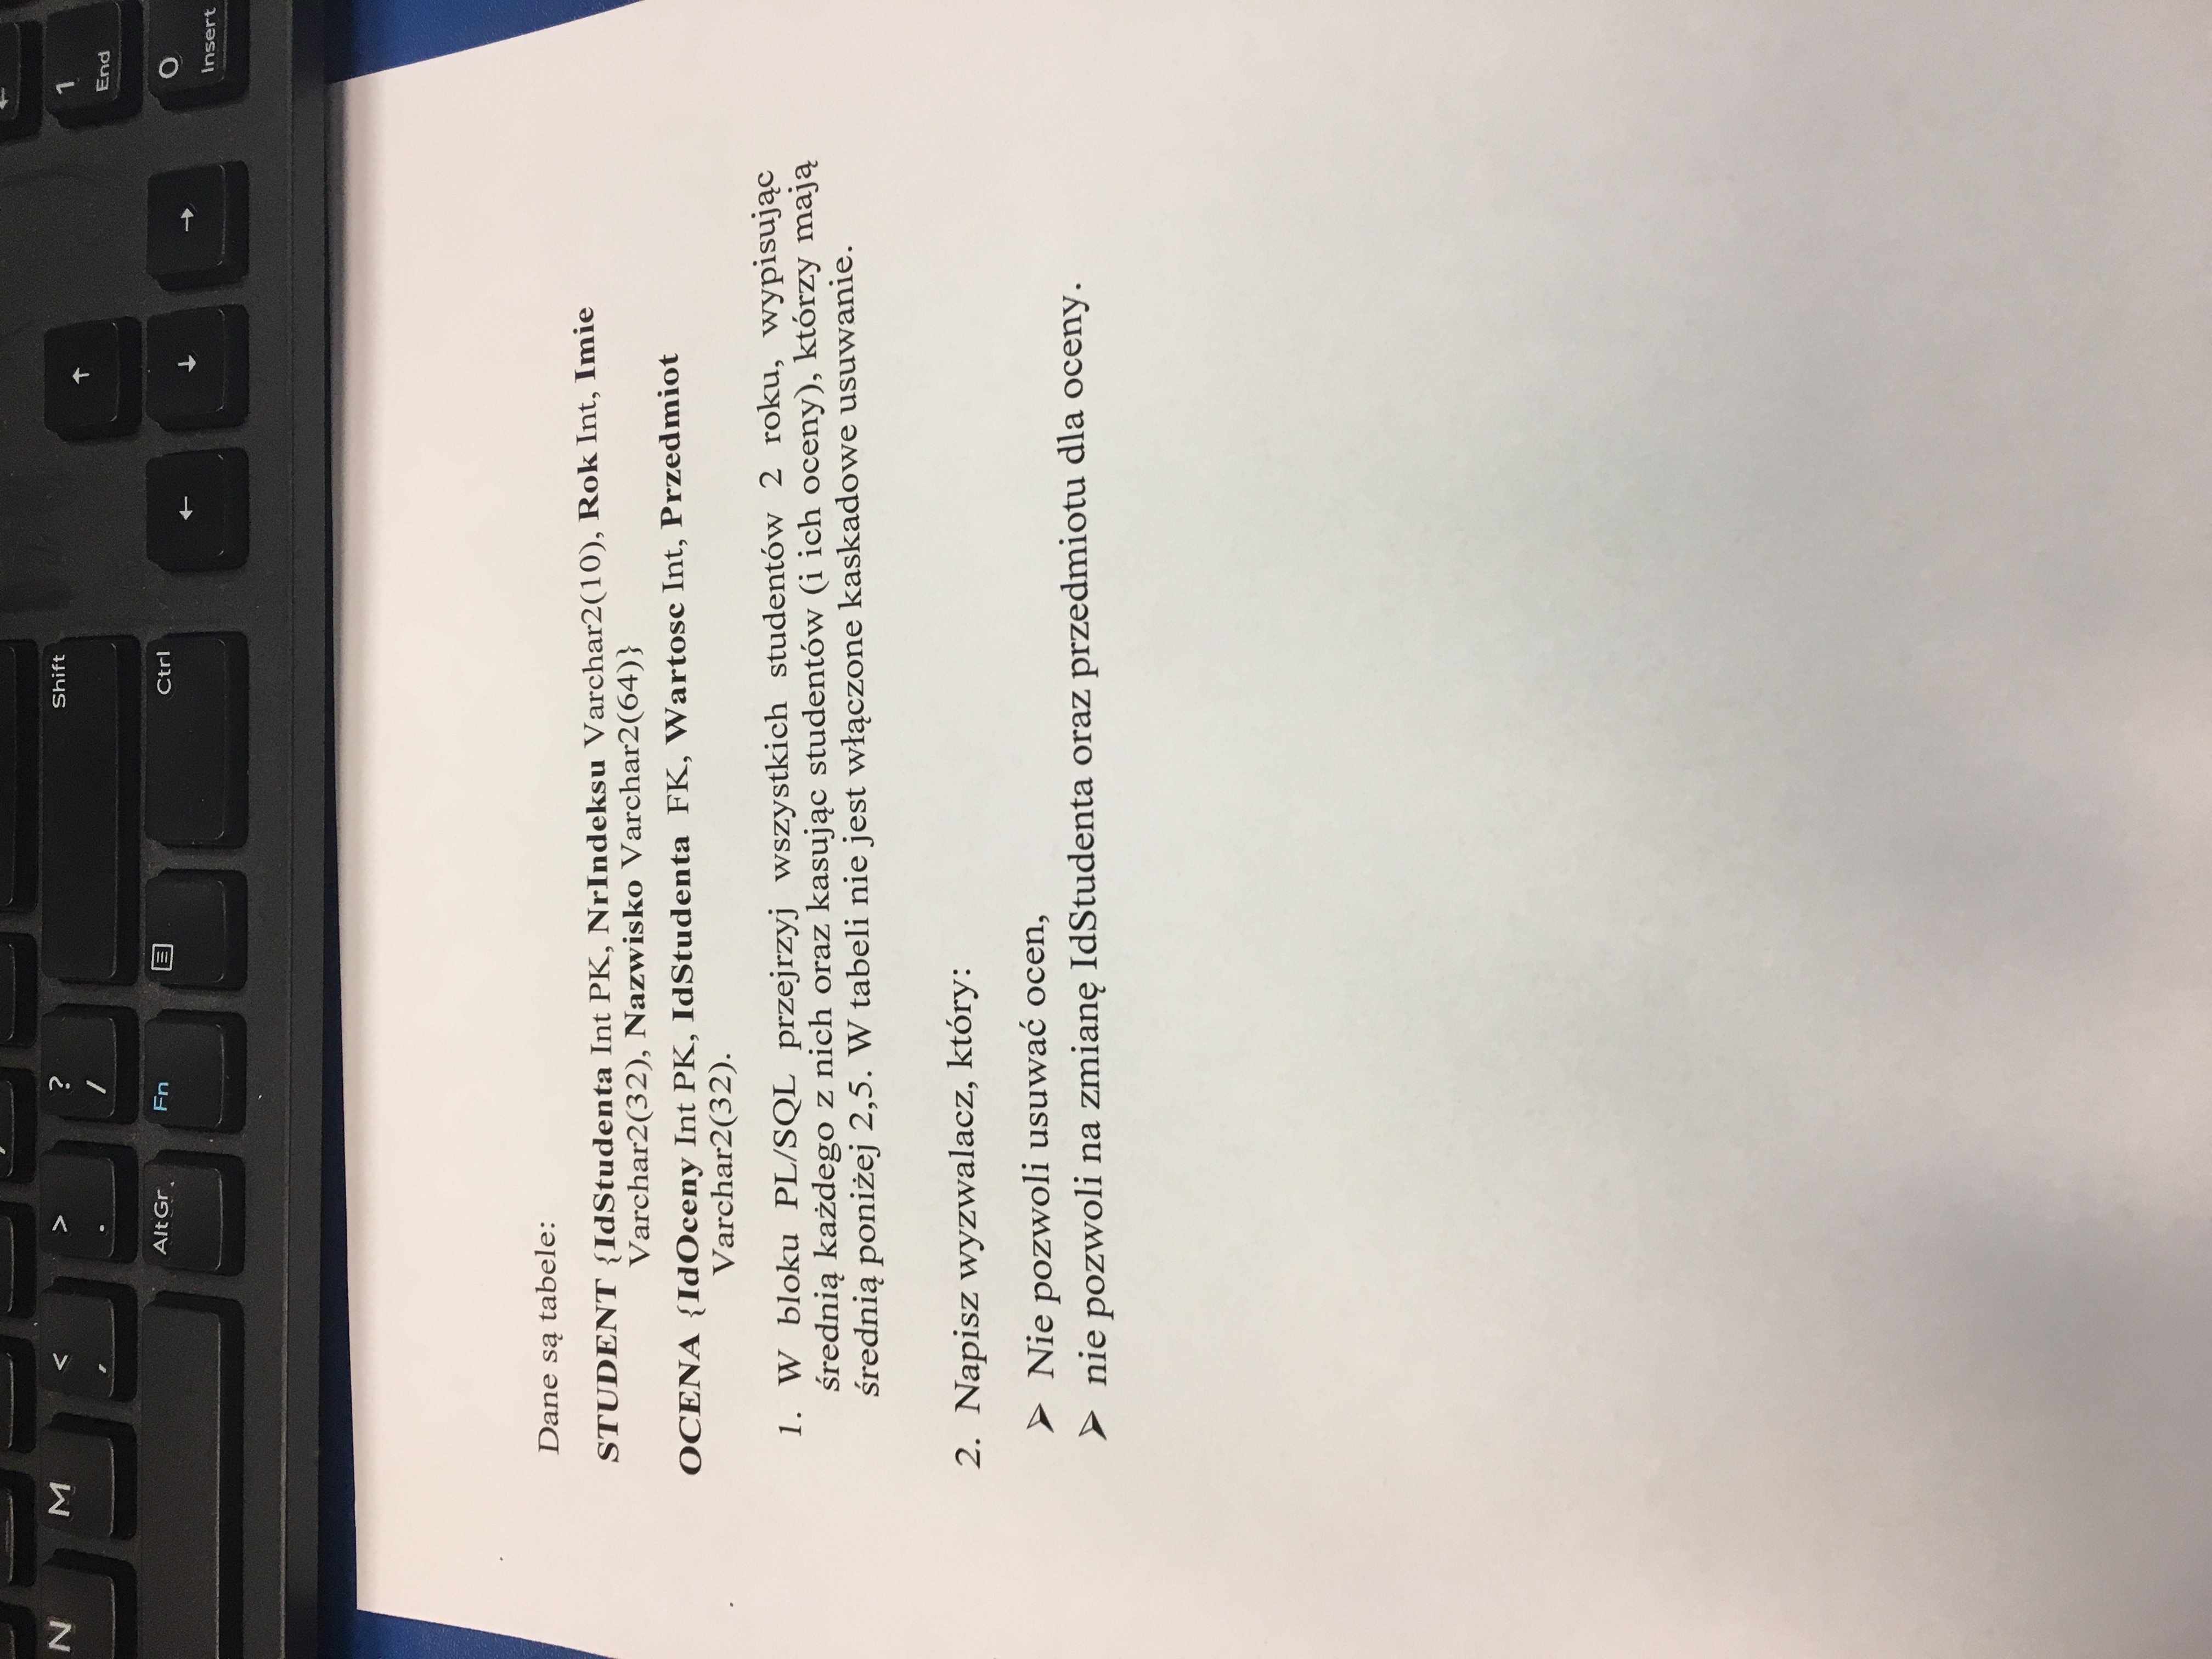 N M < , > . ? / Shift ↑ 1 End
AltGr Fn Ctrl ← ↓ → 0 Insert
Dane są tabele:
STUDENT {IdStudenta Int PK, NrIndeksu Varchar2(10), Rok Int, Imie
Varchar2(32), Nazwisko Varchar2(64)}
OCENA {IdOceny Int PK, IdStudenta FK, Wartosc Int, Przedmiot
Varchar2(32).
1. W bloku PL/SQL przejrzyj wszystkich studentów 2 roku, wypisując
średnią każdego z nich oraz kasując studentów (i ich oceny), którzy mają
średnią poniżej 2,5. W tabeli nie jest włączone kaskadowe usuwanie.
2. Napisz wyzwalacz, który:
➢ Nie pozwoli usuwać ocen,
➢ nie pozwoli na zmianę IdStudenta oraz przedmiotu dla oceny.